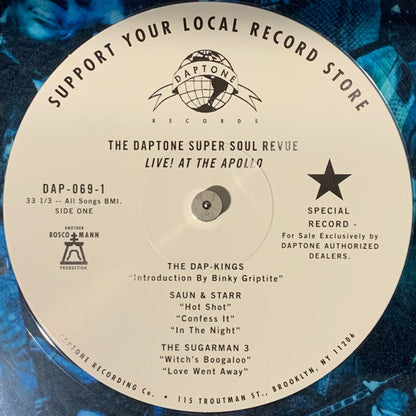 SUPPORT YOUR LOCAL RECORD STORE
DAPTONE
RECORDS
THE DAPTONE SUPER SOUL REVUE
LIVE! AT THE APOLLO
DAP-069-1
33 1/3 -- All Songs BMI.
SIDE ONE
ANOTHER
BOSCO MANN
PRODUCTION.
SPECIAL
RECORD -
For Sale Exclusively by
DAPTONE AUTHORIZED
DEALERS.
THE DAP-KINGS
"Introduction By Binky Griptite"
SAUN & STARR
"Hot Shot"
"Confess It"
"In The Night"
THE SUGARMAN 3
"Witch's Boogaloo"
"Love Went Away"
DAPTONE RECORDING Co. • 115 TROUTMAN ST., BROOKLYN, NY 11206